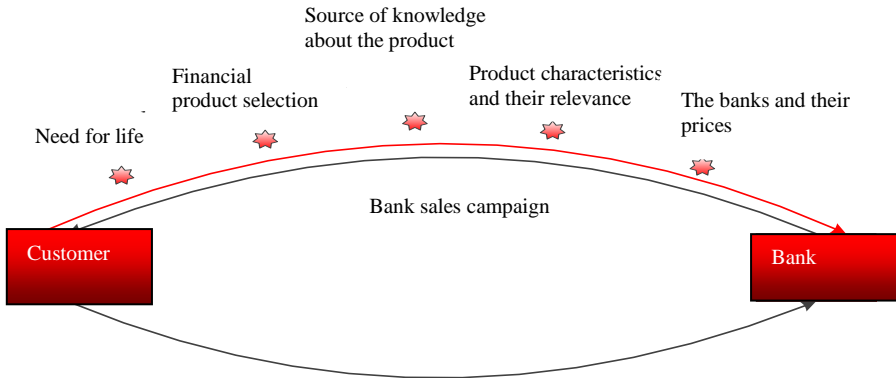 Source of knowledge
about the product
Financial
product selection
Product characteristics
and their relevance
The banks and their
prices
Need for life
Bank sales campaign
Customer
Bank